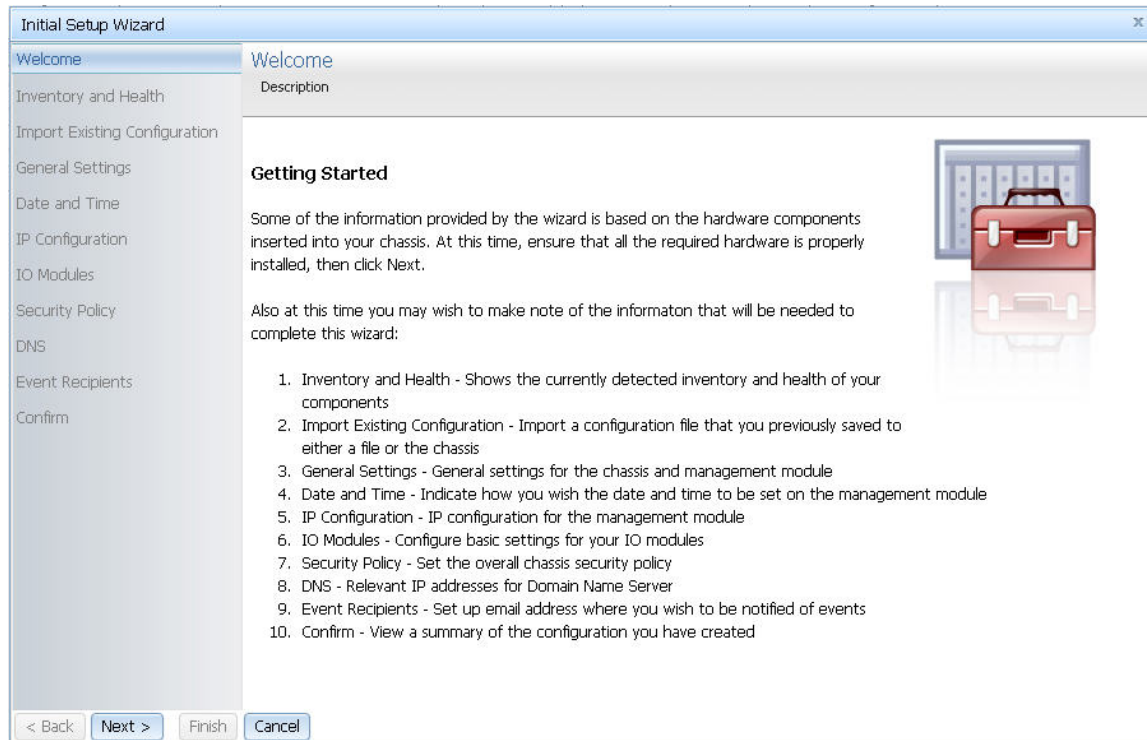 Initial Setup Wizard
x
Welcome
Inventory and Health
Import Existing Configuration
General Settings
Date and Time
IP Configuration
IO Modules
Security Policy
DNS
Event Recipients
Confirm
Welcome
Description
Getting Started
Some of the information provided by the wizard is based on the hardware components
inserted into your chassis. At this time, ensure that all the required hardware is properly
installed, then click Next.
Also at this time you may wish to make note of the informaton that will be needed to
complete this wizard:
1. Inventory and Health - Shows the currently detected inventory and health of your
components
2. Import Existing Configuration - Import a configuration file that you previously saved to
either a file or the chassis
3. General Settings - General settings for the chassis and management module
4. Date and Time - Indicate how you wish the date and time to be set on the management module
5. IP Configuration - IP configuration for the management module
6. IO Modules - Configure basic settings for your IO modules
7. Security Policy - Set the overall chassis security policy
8. DNS - Relevant IP addresses for Domain Name Server
9. Event Recipients - Set up email address where you wish to be notified of events
10. Confirm - View a summary of the configuration you have created
< Back Next > Finish Cancel